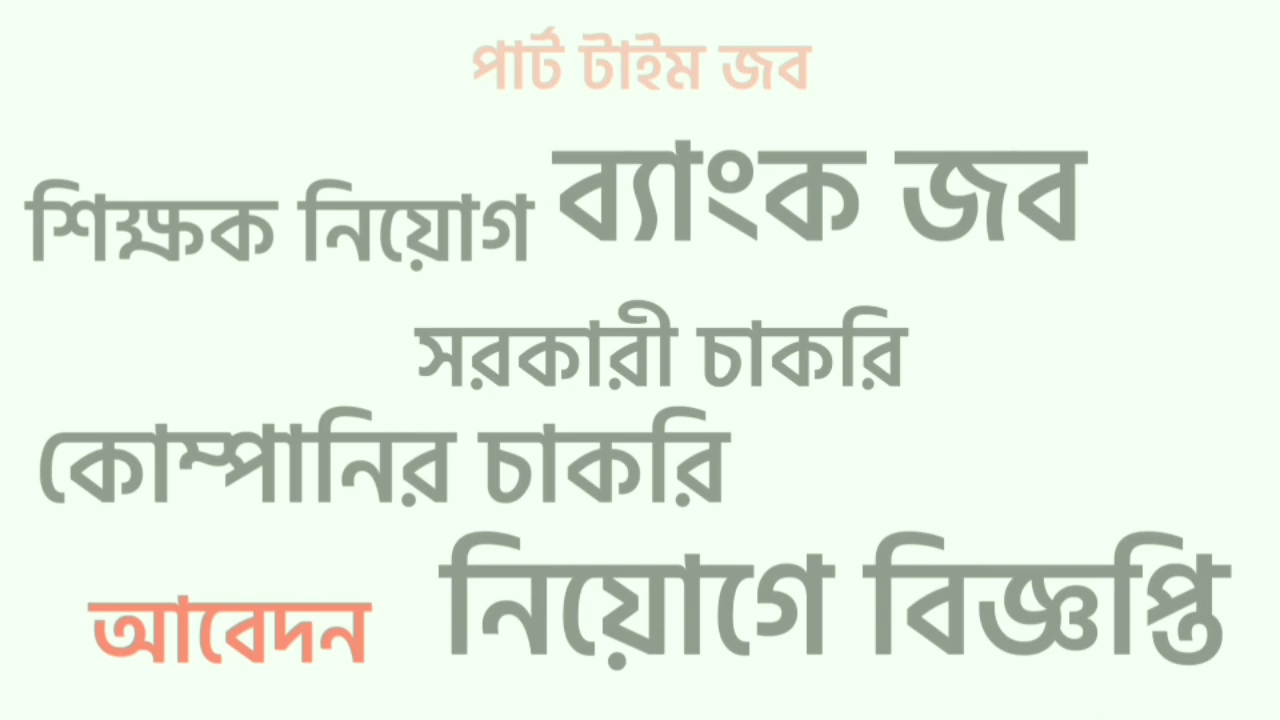 পার্ট টাইম জব
শিক্ষক নিয়োগ ব্যাংক জব
সরকারী চাকরি
কোম্পানির চাকরি
আবেদন নিয়োগে বিজ্ঞপ্তি